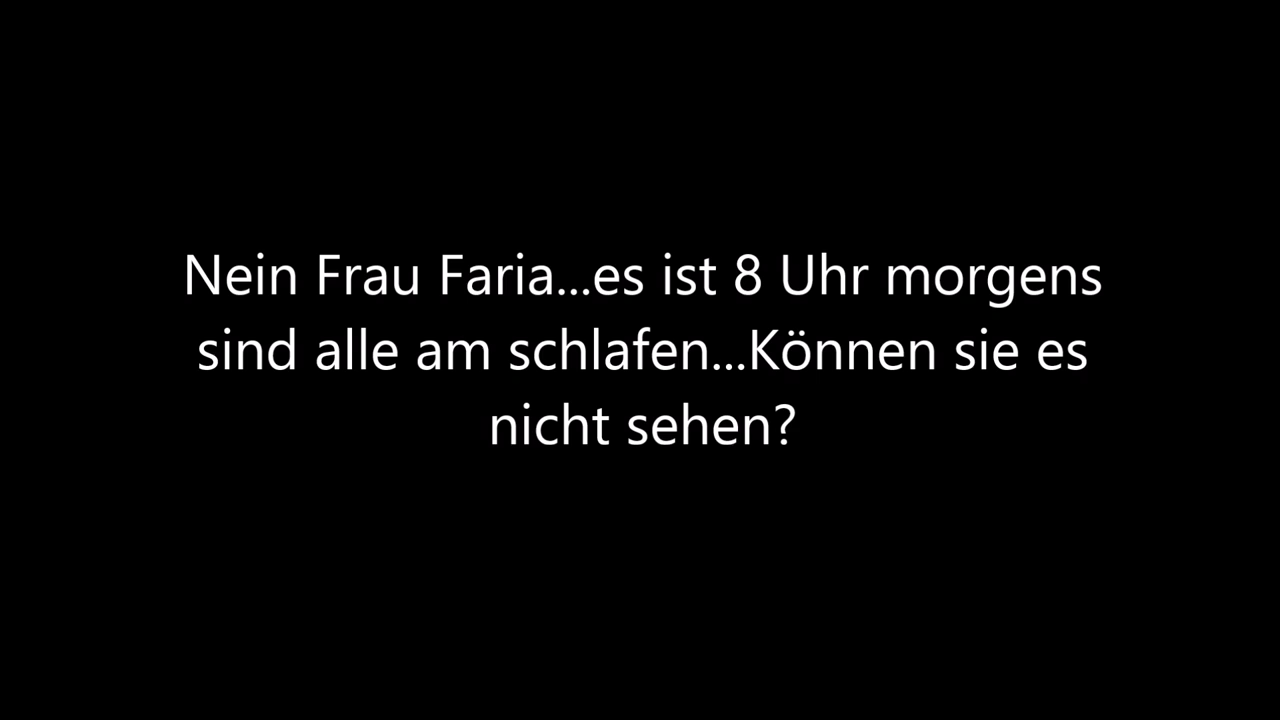 Nein Frau Faria...es ist 8 Uhr morgens
sind alle am schlafen...Können sie es
nicht sehen?